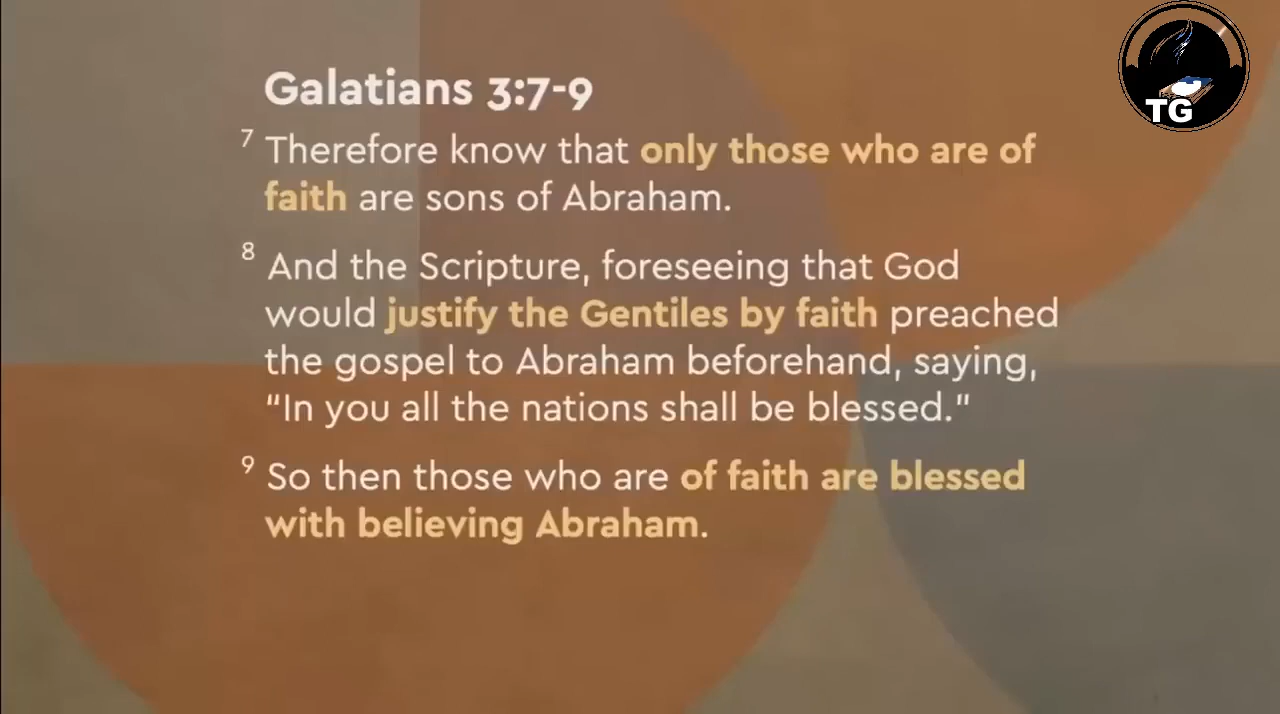 TG
Galatians 3:7-9
7 Therefore know that only those who are of
faith are sons of Abraham.
8 And the Scripture, foreseeing that God
would justify the Gentiles by faith preached
the gospel to Abraham beforehand, saying,
“In you all the nations shall be blessed.”
9 So then those who are of faith are blessed
with believing Abraham.